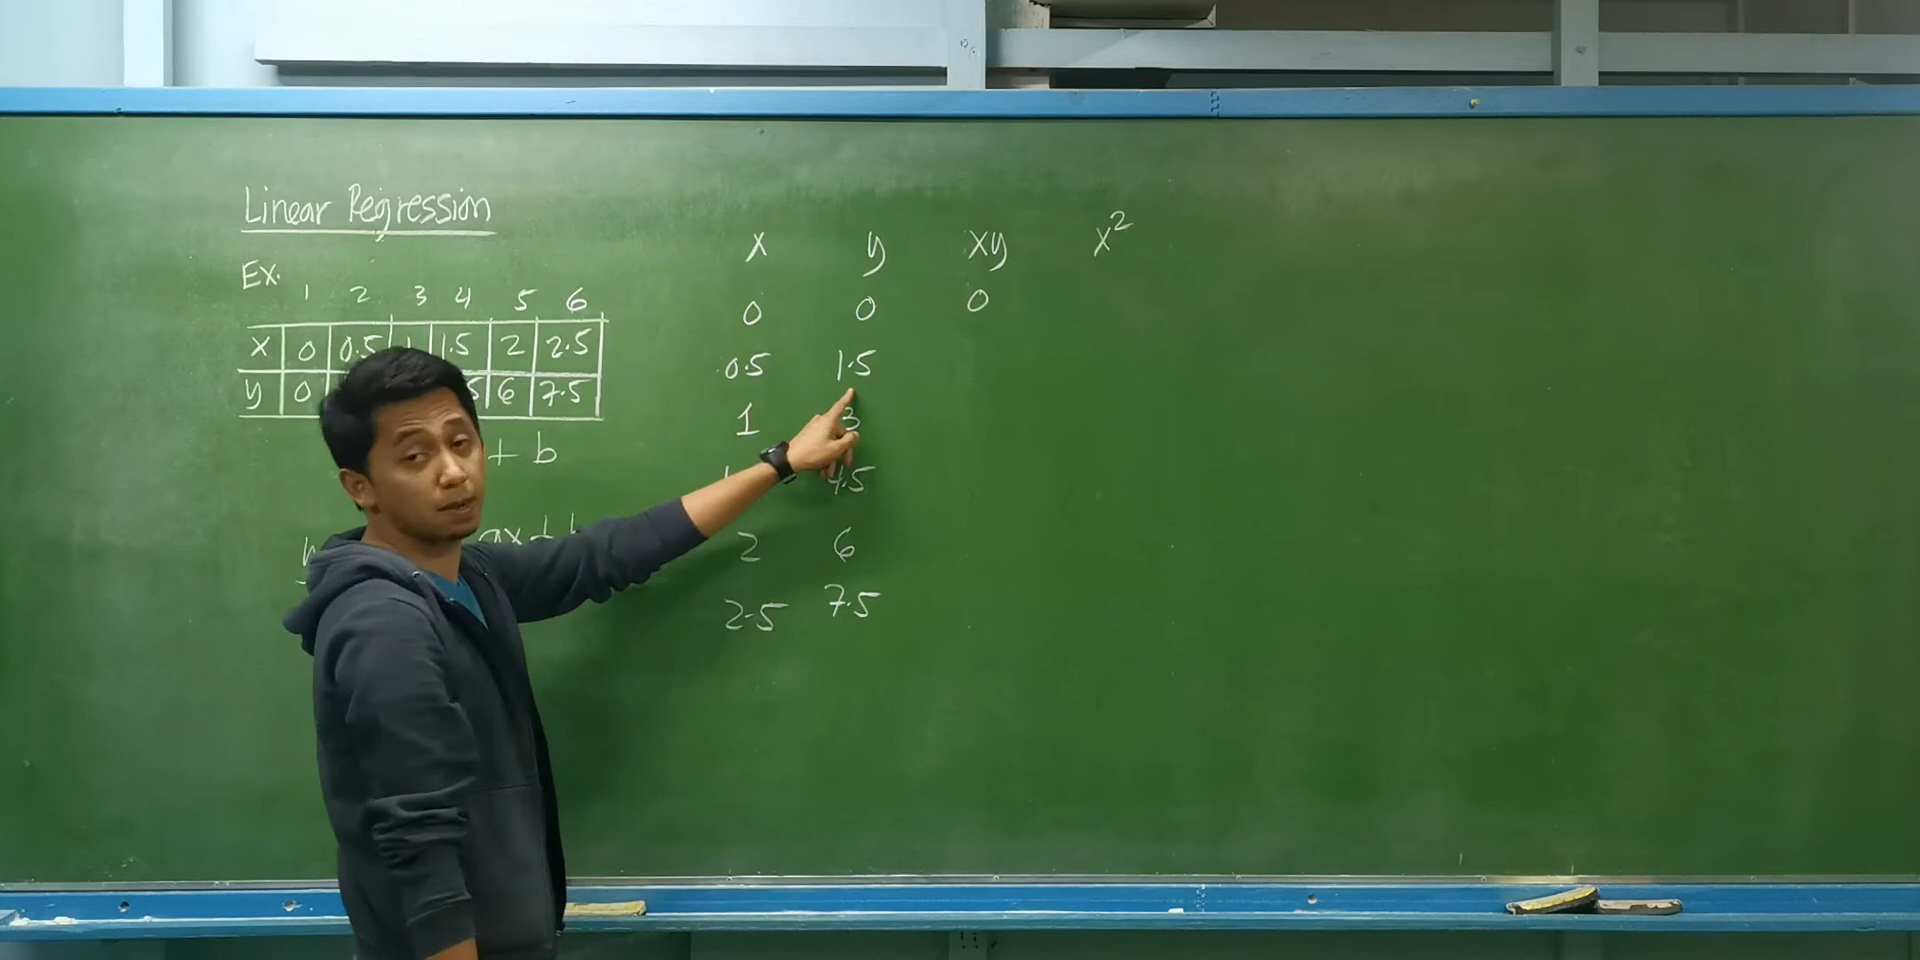 Linear Regression
Ex.
1 2 3 4 5 6
x 0 0.5 1.5 2 2.5
y 0 6 7.5
+ b
ax +
x y xy x²
0 0 0
0.5 1.5
1 3
4.5
2 6
2.5 7.5